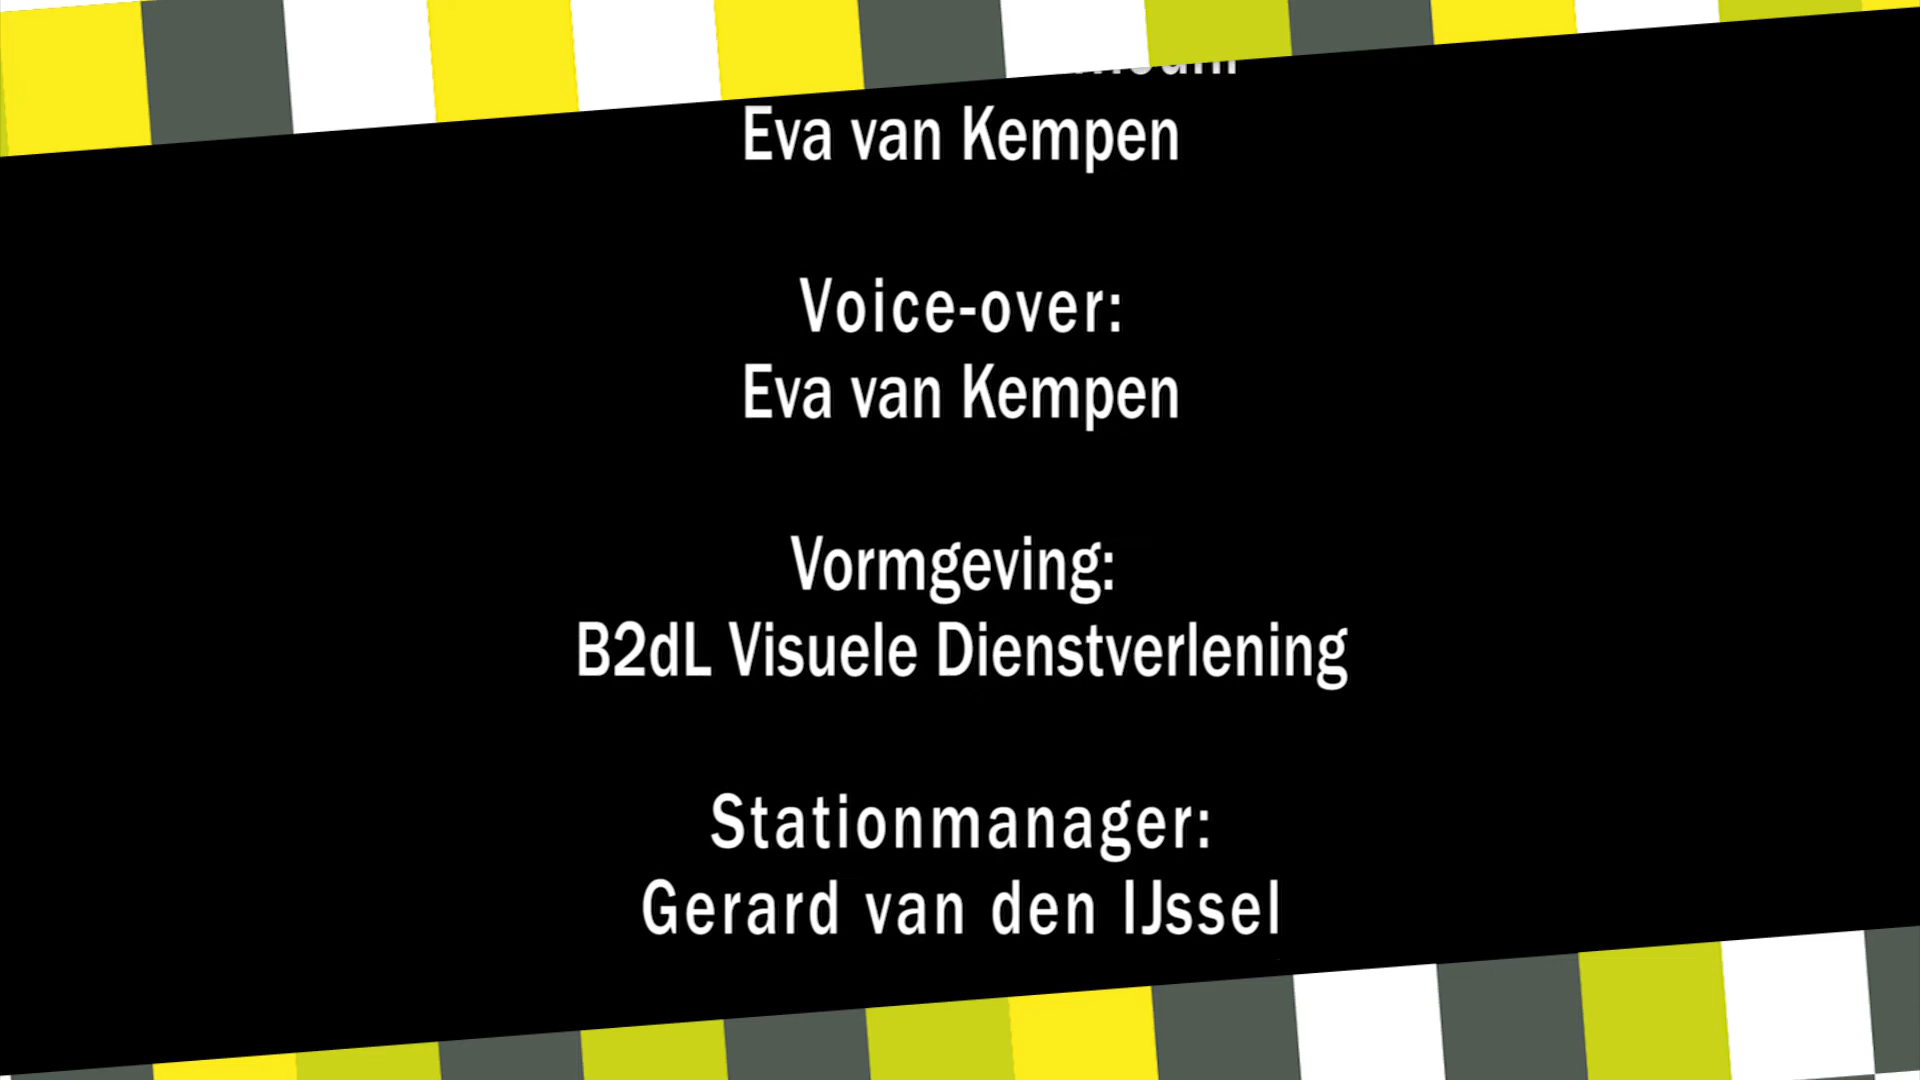 Eva van Kempen
Voice-over:
Eva van Kempen
Vormgeving:
B2dL Visuele Dienstverlening
Stationmanager:
Gerard van den IJssel